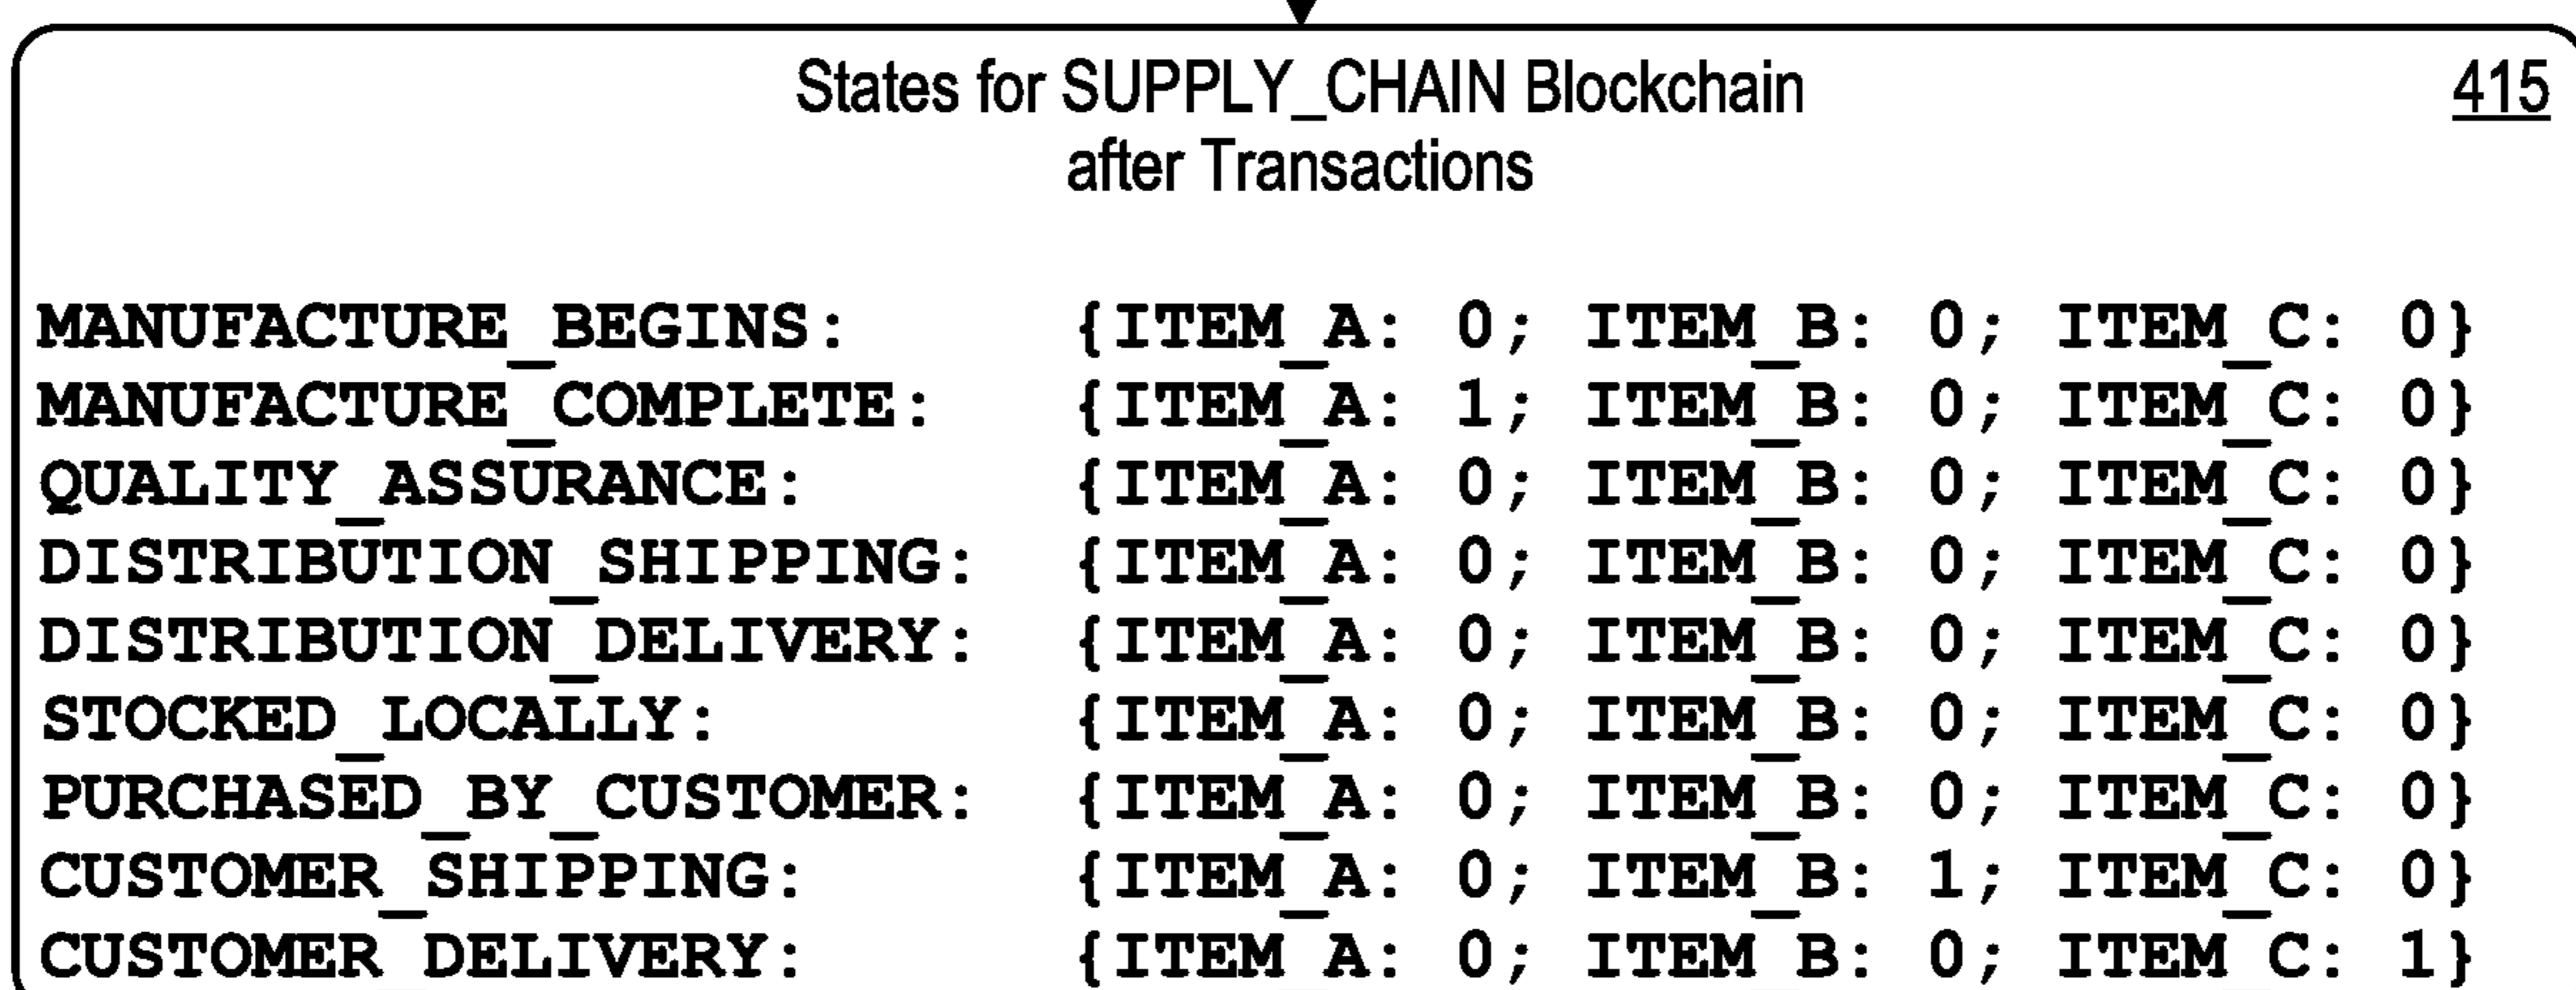 States for SUPPLY_CHAIN Blockchain 415
after Transactions
MANUFACTURE_BEGINS: {ITEM_A: 0; ITEM_B: 0; ITEM_C: 0}
MANUFACTURE_COMPLETE: {ITEM_A: 1; ITEM_B: 0; ITEM_C: 0}
QUALITY_ASSURANCE: {ITEM_A: 0; ITEM_B: 0; ITEM_C: 0}
DISTRIBUTION_SHIPPING: {ITEM_A: 0; ITEM_B: 0; ITEM_C: 0}
DISTRIBUTION_DELIVERY: {ITEM_A: 0; ITEM_B: 0; ITEM_C: 0}
STOCKED_LOCALLY: {ITEM_A: 0; ITEM_B: 0; ITEM_C: 0}
PURCHASED_BY_CUSTOMER: {ITEM_A: 0; ITEM_B: 0; ITEM_C: 0}
CUSTOMER_SHIPPING: {ITEM_A: 0; ITEM_B: 1; ITEM_C: 0}
CUSTOMER_DELIVERY: {ITEM_A: 0; ITEM_B: 0; ITEM_C: 1}